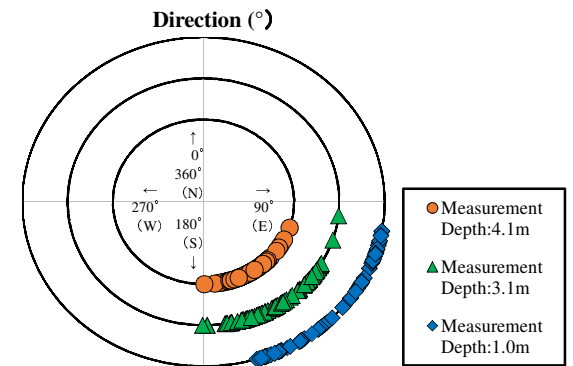 Direction (°)
↑
0°
360°
(N)
←
→
270°
(W)
180°
(S)
90°
(E)
↓
Measurement
Depth:4.1m
Measurement
Depth:3.1m
Measurement
Depth:1.0m